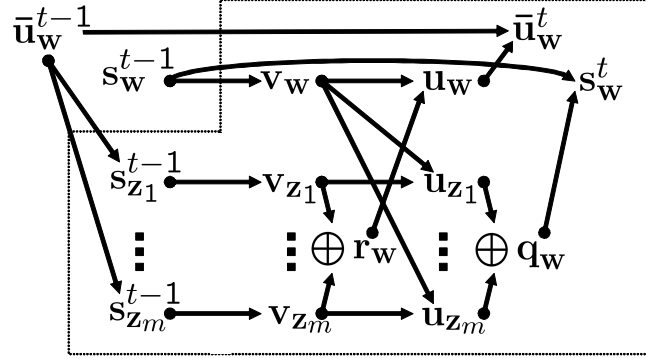 ū_w^{t-1} ū_w^t
s_w^{t-1} v_w u_w s_w^t
s_{z_1}^{t-1} v_{z_1} u_{z_1}
⋮ ⋮ ⊕ r_w ⋮ ⊕ q_w
s_{z_m}^{t-1} v_{z_m} u_{z_m}